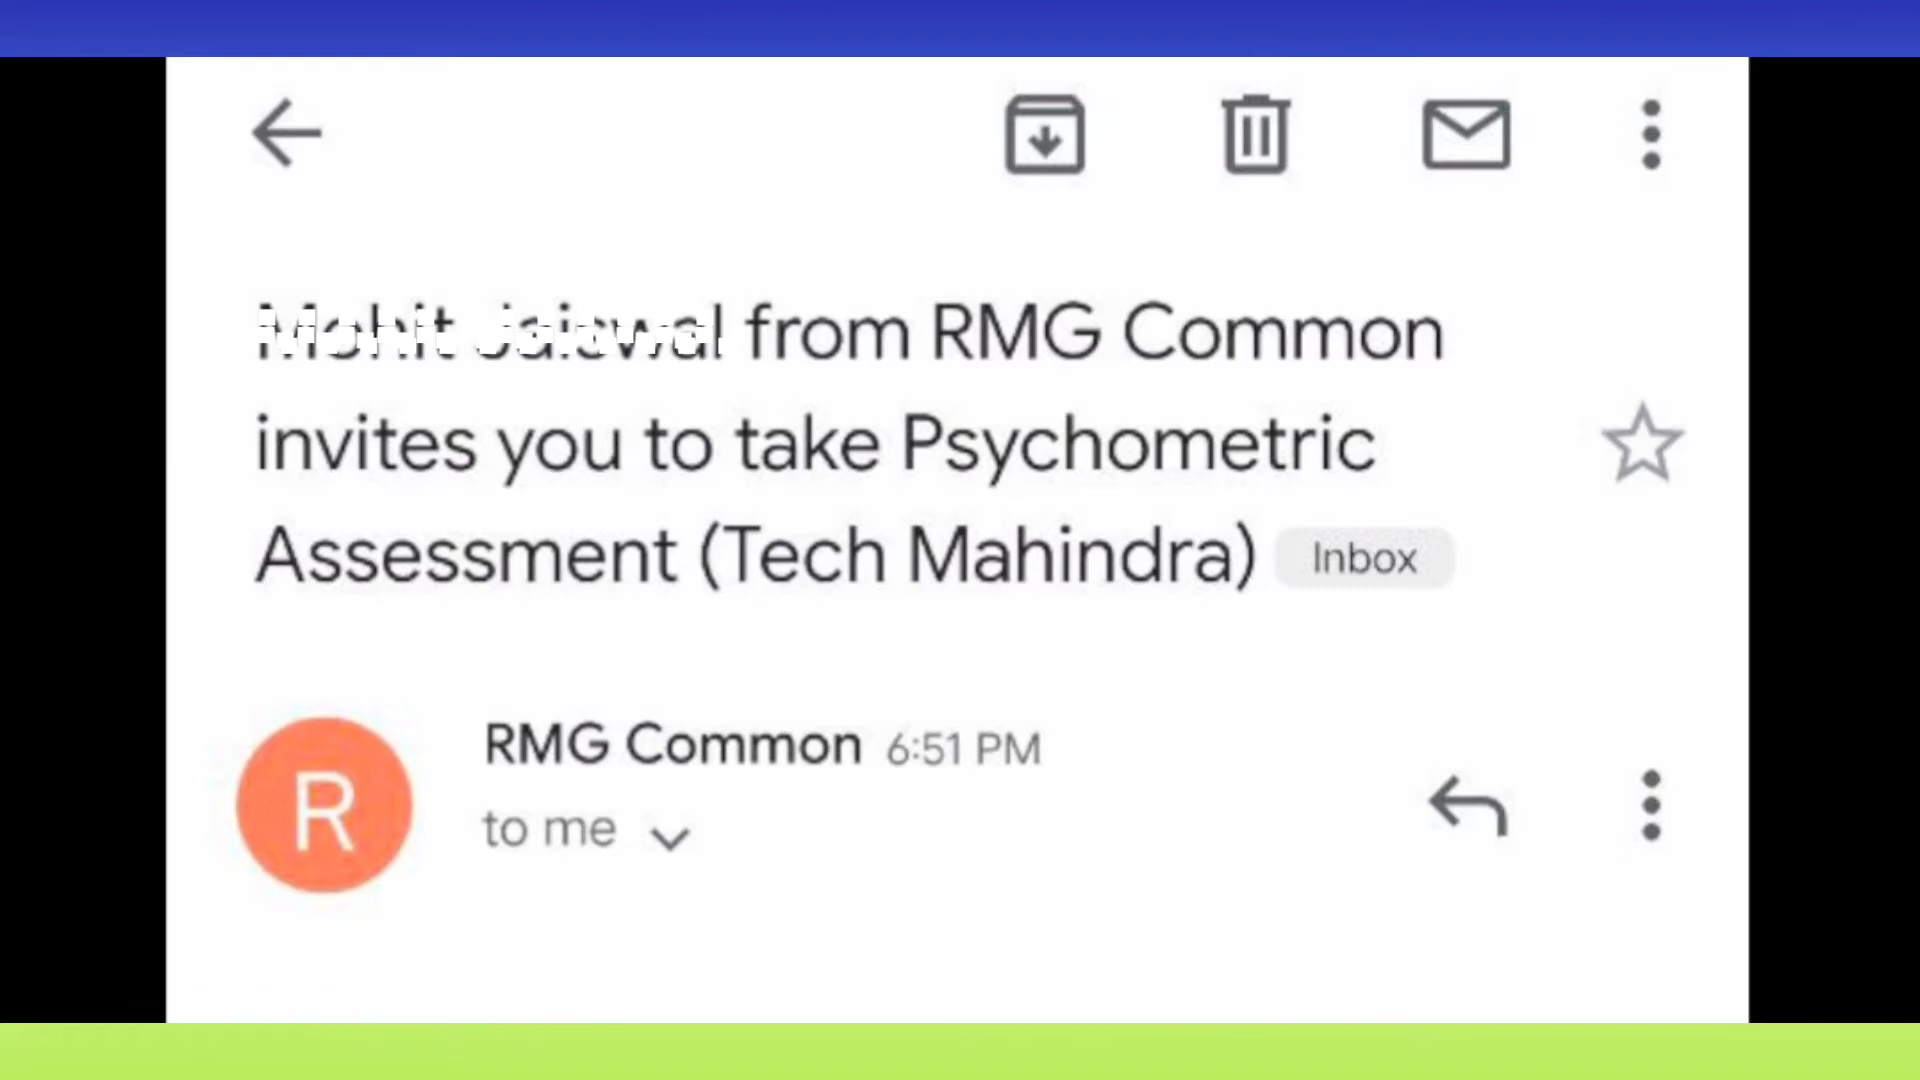 from RMG Common
invites you to take Psychometric
Assessment (Tech Mahindra) Inbox
R
RMG Common 6:51 PM
to me